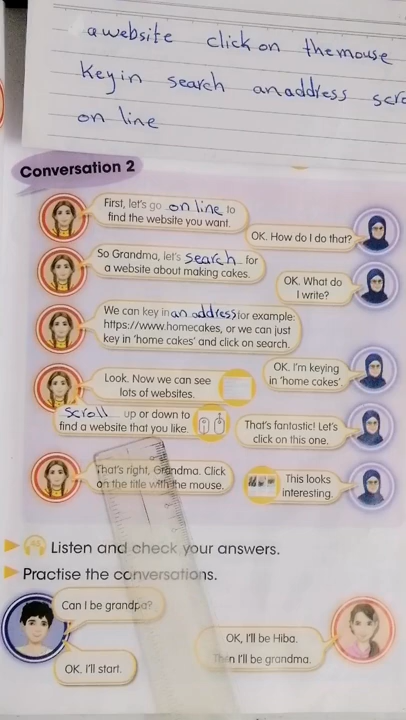 a website click on the mouse
Key in search an address scro
on line
Conversation 2
First, let's go on line to
find the website you want.
OK. How do I do that?
So Grandma, let's search for
a website about making cakes.
OK. What do
I write?
We can key in an address for example:
https://www.homecakes, or we can just
key in 'home cakes' and click on search.
OK. I'm keying
in 'home cakes'.
Look. Now we can see
lots of websites.
Scroll up or down to
find a website that you like.
That's fantastic! Let's
click on this one.
That's right, Grandma. Click
on the title with the mouse.
This looks
interesting.
Listen and check your answers.
Practise the conversations.
Can I be grandpa?
OK, I'll be Hiba.
Then I'll be grandma.
OK. I'll start.